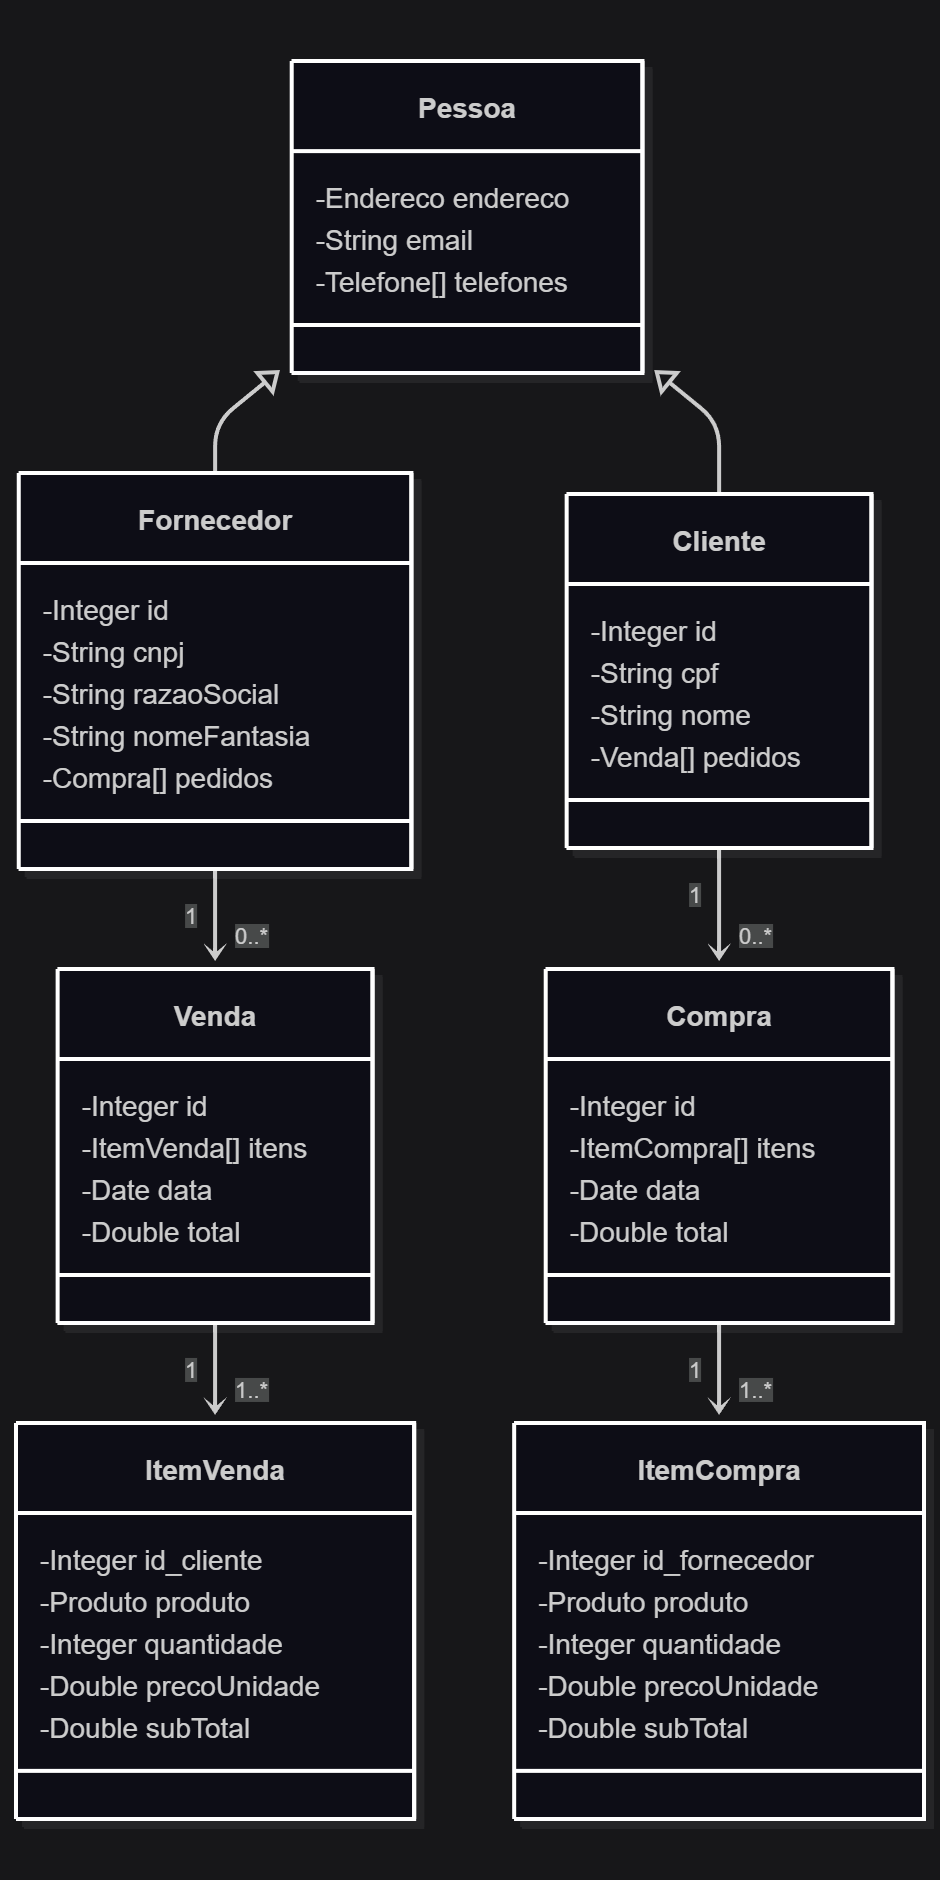 Pessoa
-Endereco endereco
-String email
-Telefone[] telefones
Fornecedor
-Integer id
-String cnpj
-String razaoSocial
-String nomeFantasia
-Compra[] pedidos
Cliente
-Integer id
-String cpf
-String nome
-Venda[] pedidos
1
0..*
1
0..*
Venda
-Integer id
-ItemVenda[] itens
-Date data
-Double total
Compra
-Integer id
-ItemCompra[] itens
-Date data
-Double total
1
1..*
1
1..*
ItemVenda
-Integer id_cliente
-Produto produto
-Integer quantidade
-Double precoUnidade
-Double subTotal
ItemCompra
-Integer id_fornecedor
-Produto produto
-Integer quantidade
-Double precoUnidade
-Double subTotal